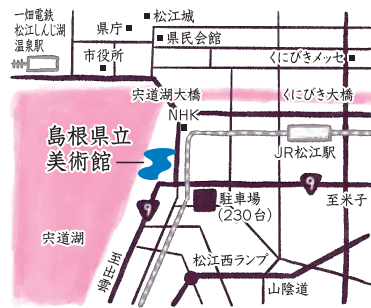 一畑電鉄
松江しんじ湖
温泉駅
県庁
松江城
県民会館
市役所
くにびきメッセ
宍道湖大橋
くにびき大橋
NHK
島根県立
美術館
JR松江駅
9
至米子
駐車場
(230台)
9
宍道湖
至出雲
松江西ランプ
山陰道